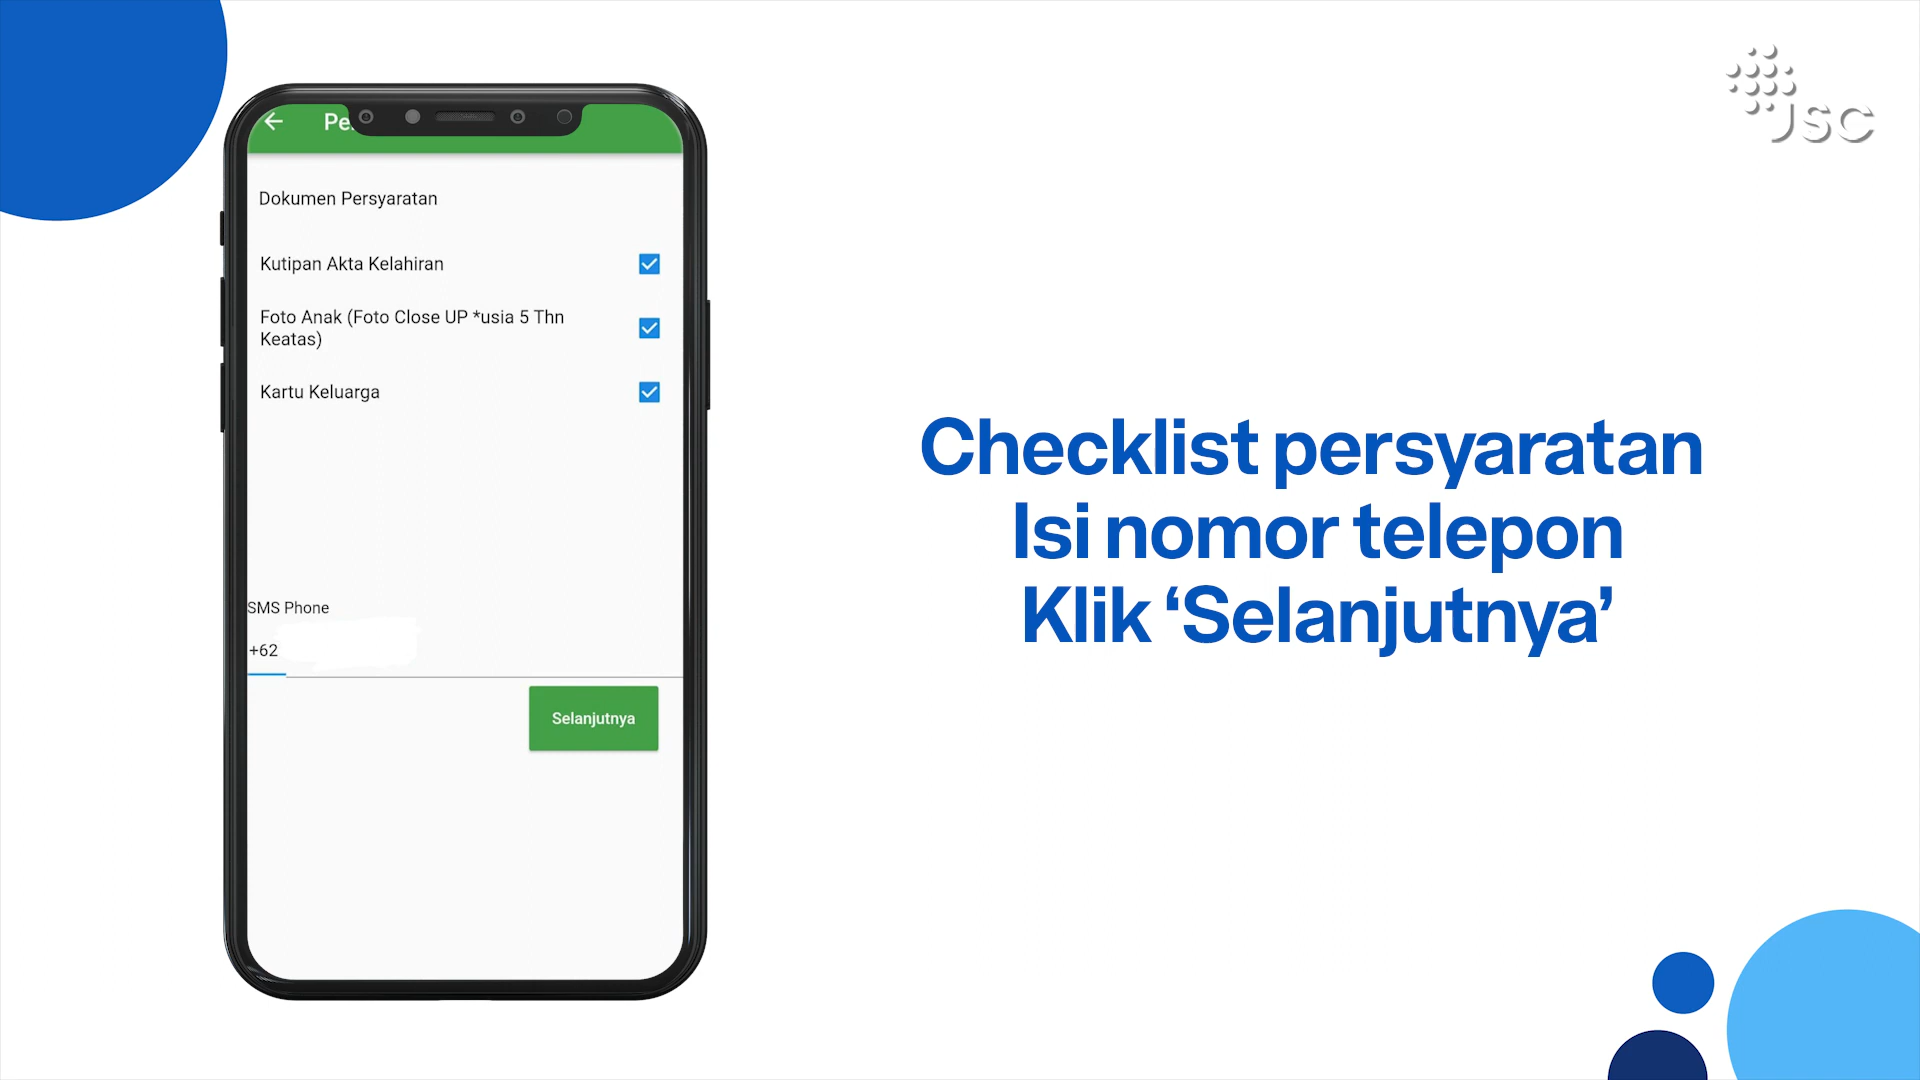 Dokumen Persyaratan
Kutipan Akta Kelahiran
Foto Anak (Foto Close UP *usia 5 Thn
Keatas)
Kartu Keluarga
SMS Phone
+62
Selanjutnya
JSC
Checklist persyaratan
Isi nomor telepon
Klik ‘Selanjutnya’